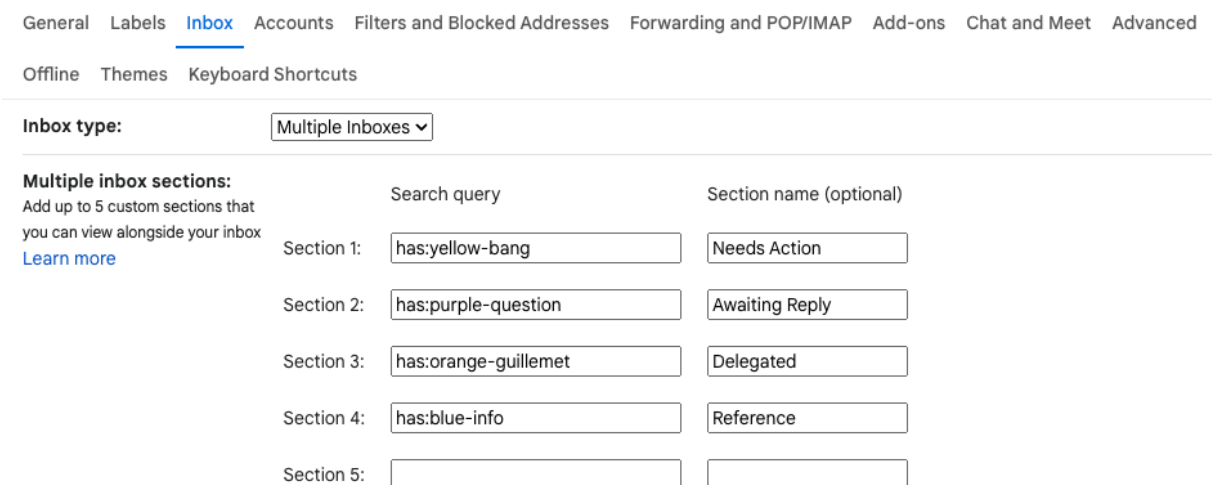 General Labels Inbox Accounts Filters and Blocked Addresses Forwarding and POP/IMAP Add-ons Chat and Meet Advanced
Offline Themes Keyboard Shortcuts
Inbox type: Multiple Inboxes
Multiple inbox sections:
Add up to 5 custom sections that
you can view alongside your inbox
Learn more
Search query Section name (optional)
Section 1: has:yellow-bang Needs Action
Section 2: has:purple-question Awaiting Reply
Section 3: has:orange-guillemet Delegated
Section 4: has:blue-info Reference
Section 5: